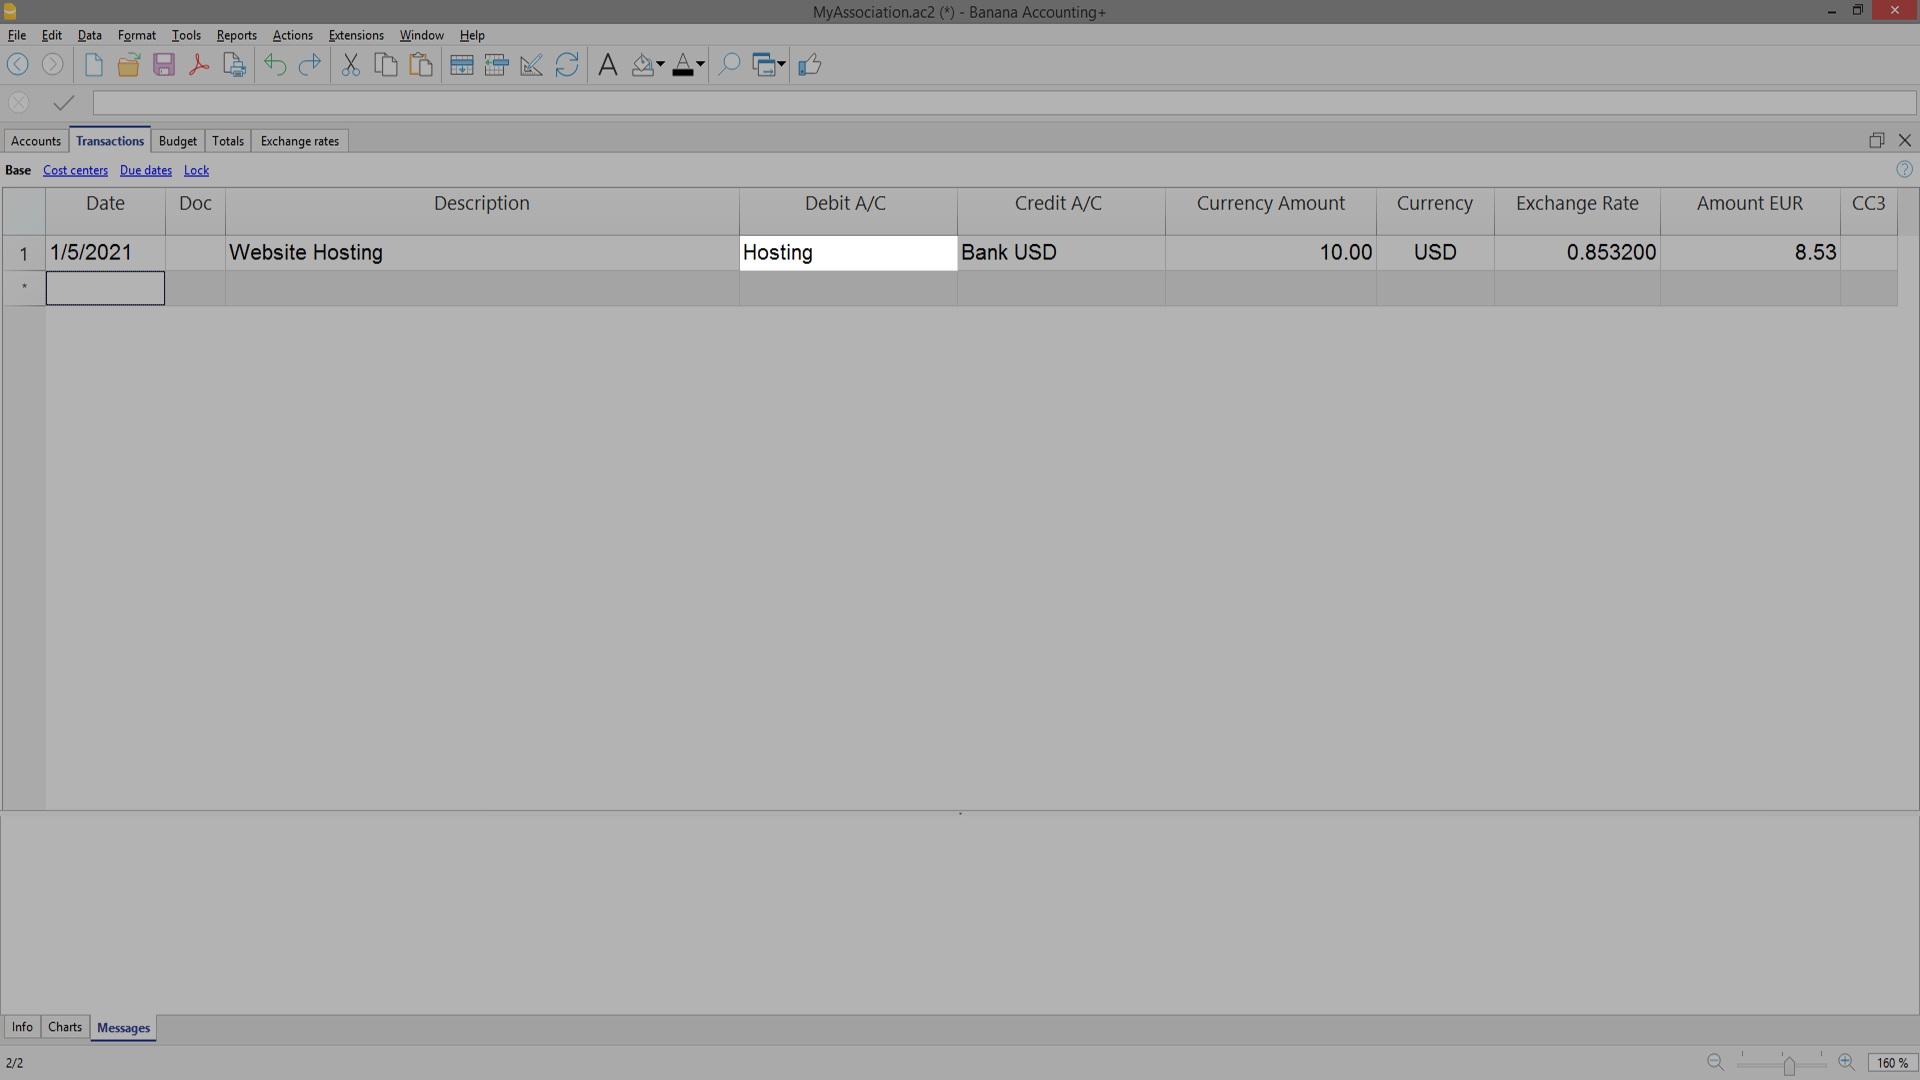 MyAssociation.ac2 (*) - Banana Accounting+
File Edit Data Format Tools Reports Actions Extensions Window Help
Accounts Transactions Budget Totals Exchange rates
Base Cost centers Due dates Lock
Date Doc Description Debit A/C Credit A/C Currency Amount Currency Exchange Rate Amount EUR CC3
1 1/5/2021 Website Hosting Hosting Bank USD 10.00 USD 0.853200 8.53
*
Info Charts Messages
2/2 160 %